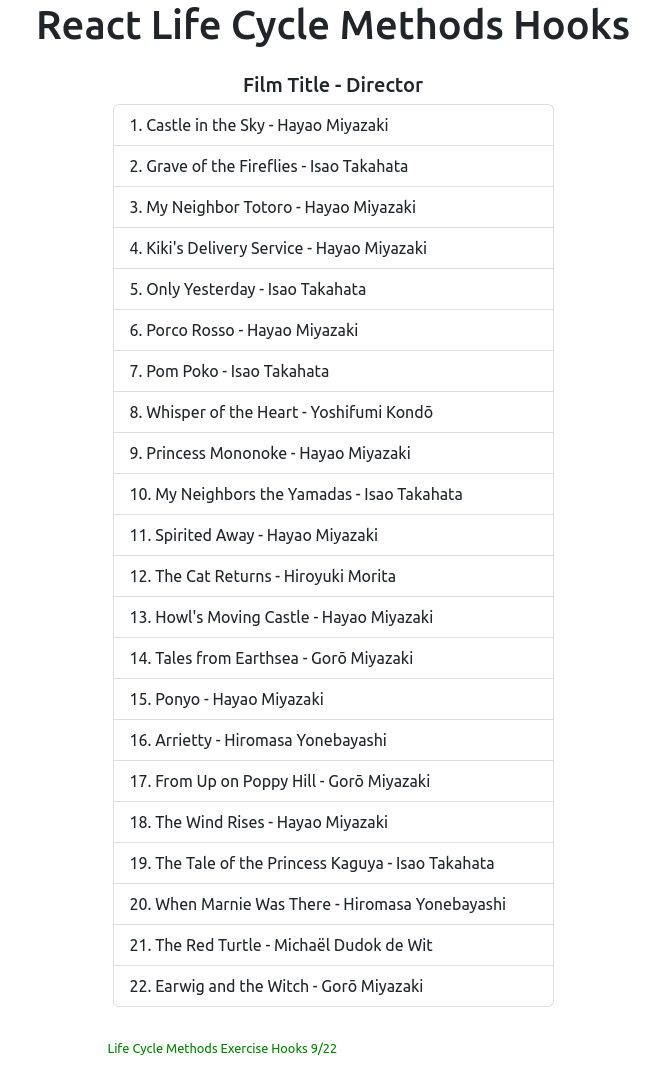 React Life Cycle Methods Hooks
Film Title - Director
1. Castle in the Sky - Hayao Miyazaki
2. Grave of the Fireflies - Isao Takahata
3. My Neighbor Totoro - Hayao Miyazaki
4. Kiki's Delivery Service - Hayao Miyazaki
5. Only Yesterday - Isao Takahata
6. Porco Rosso - Hayao Miyazaki
7. Pom Poko - Isao Takahata
8. Whisper of the Heart - Yoshifumi Kondō
9. Princess Mononoke - Hayao Miyazaki
10. My Neighbors the Yamadas - Isao Takahata
11. Spirited Away - Hayao Miyazaki
12. The Cat Returns - Hiroyuki Morita
13. Howl's Moving Castle - Hayao Miyazaki
14. Tales from Earthsea - Gorō Miyazaki
15. Ponyo - Hayao Miyazaki
16. Arrietty - Hiromasa Yonebayashi
17. From Up on Poppy Hill - Gorō Miyazaki
18. The Wind Rises - Hayao Miyazaki
19. The Tale of the Princess Kaguya - Isao Takahata
20. When Marnie Was There - Hiromasa Yonebayashi
21. The Red Turtle - Michaël Dudok de Wit
22. Earwig and the Witch - Gorō Miyazaki
Life Cycle Methods Exercise Hooks 9/22